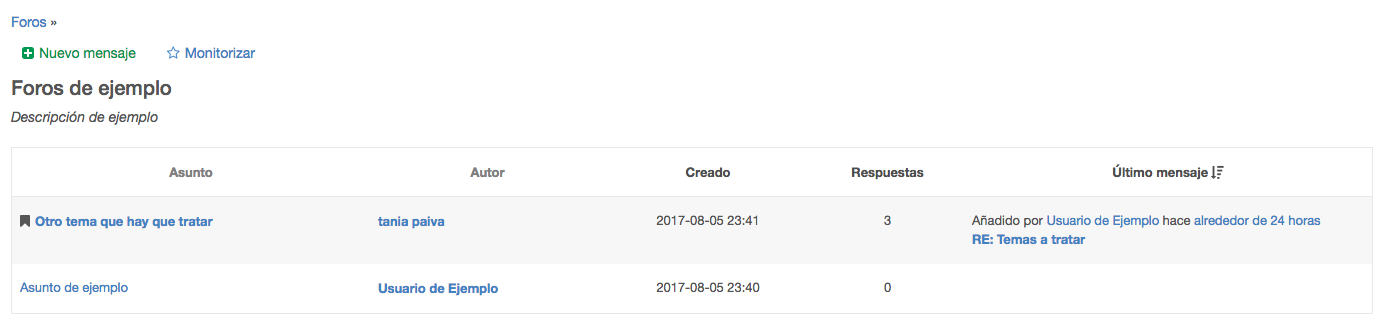 Foros »
Nuevo mensaje Monitorizar
Foros de ejemplo
Descripción de ejemplo
Asunto Autor Creado Respuestas Último mensaje
Otro tema que hay que tratar tania paiva 2017-08-05 23:41 3 Añadido por Usuario de Ejemplo hace alrededor de 24 horas
RE: Temas a tratar
Asunto de ejemplo Usuario de Ejemplo 2017-08-05 23:40 0